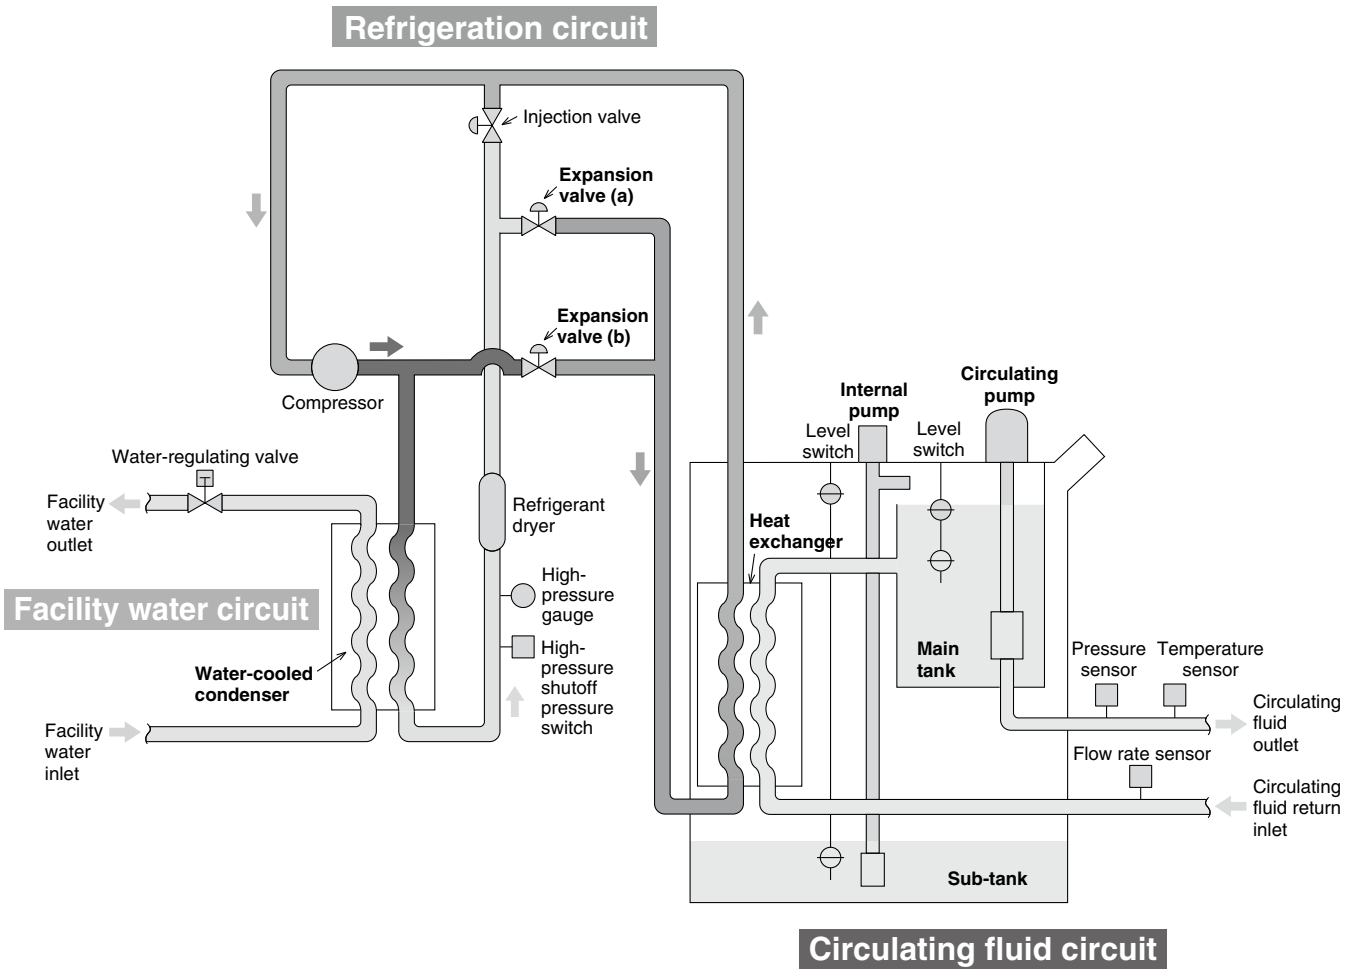 Refrigeration circuit
Injection valve
Expansion
valve (a)
Expansion
valve (b)
Compressor
Circulating
pump
Internal
pump
Level
switch
Level
switch
Water-regulating valve
Facility
water
outlet
Refrigerant
dryer
Heat
exchanger
High-
pressure
gauge
Facility water circuit
High-
pressure
shutoff
pressure
switch
Water-cooled
condenser
Main
tank
Pressure
sensor
Temperature
sensor
Circulating
fluid
outlet
Facility
water
inlet
Flow rate sensor
Circulating
fluid return
inlet
Sub-tank
Circulating fluid circuit